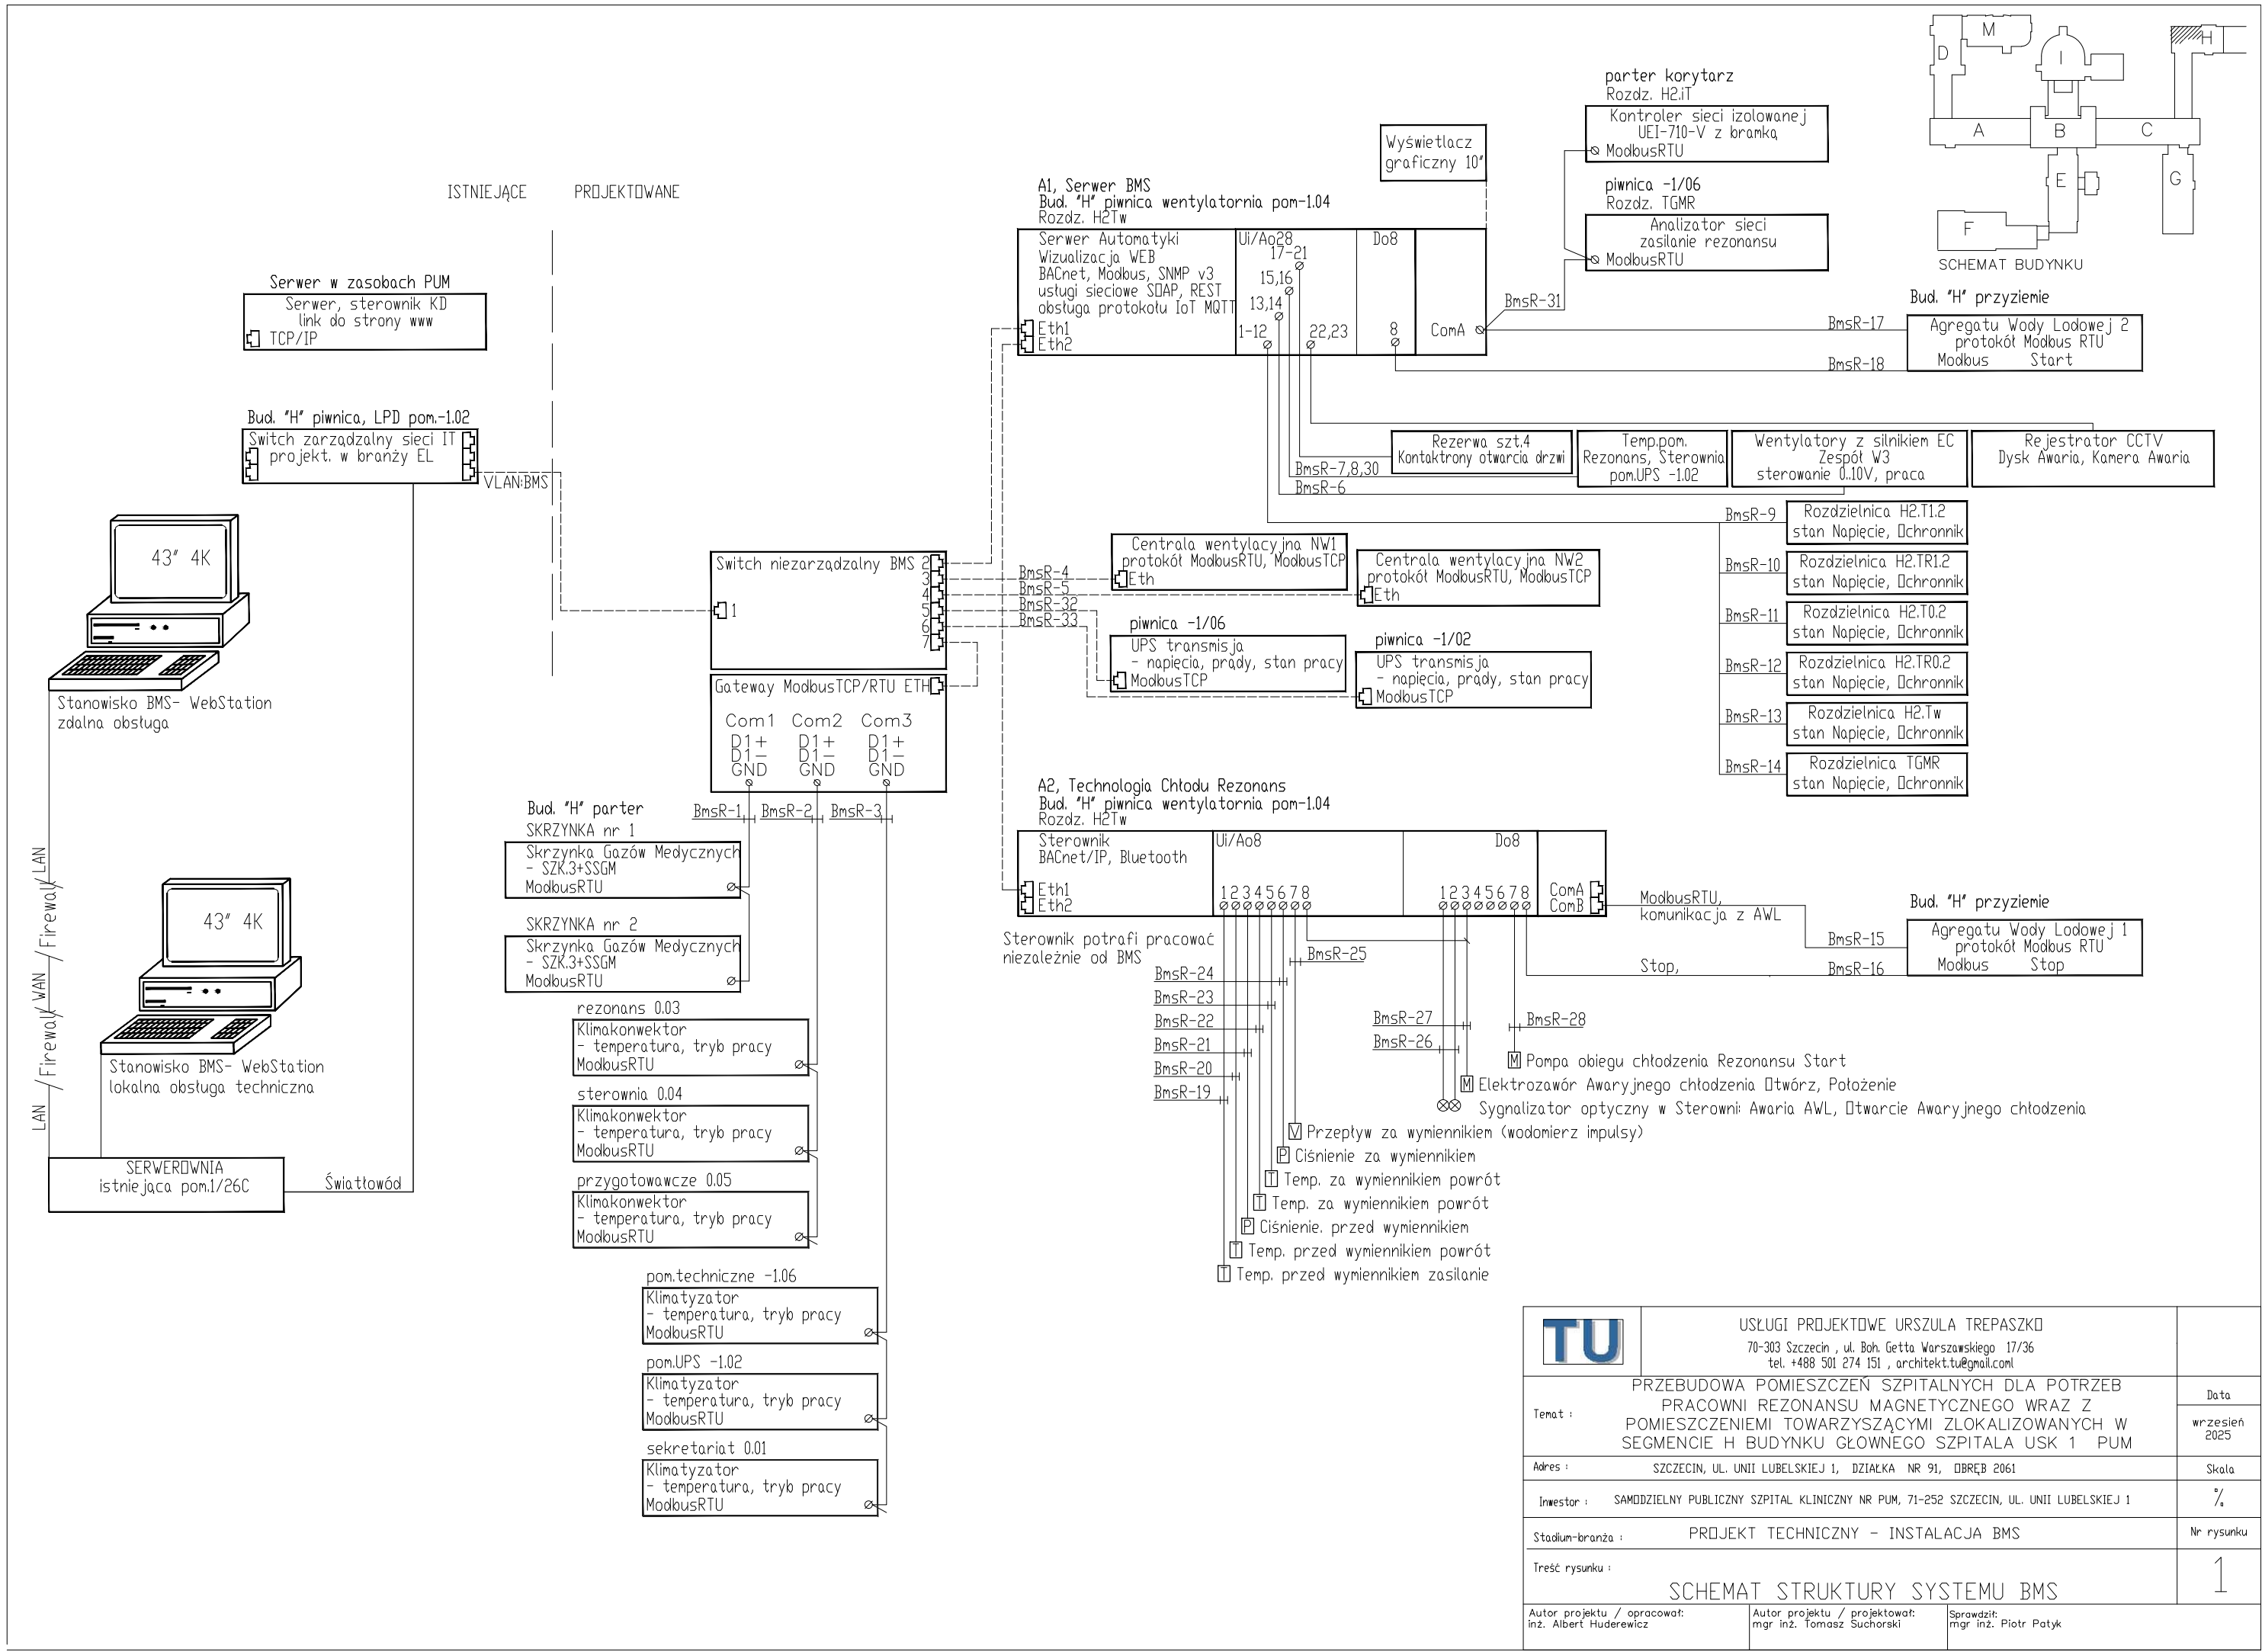 ISTNIEJĄCE
PROJEKTOWANE
Serwer w zasobach PUM
Serwer, sterownik KD
link do strony www
TCP/IP
Bud. "H" piwnica, LPD pom.-1.02
Switch zarządzalny sieci IT
projekt. w branży EL
VLAN:BMS
43" 4K
Stanowisko BMS- WebStation
zdalna obsługa
43" 4K
Stanowisko BMS- WebStation
lokalna obsługa techniczna
LAN /Firewall/ WAN /Firewall/ LAN
SERWEROWNIA
istniejąca pom.1/26C
Światłowód
Switch niezarządzalny BMS 2
3
4
5
6
7
1
Gateway ModbusTCP/RTU ETH
Com1 Com2 Com3
D1+ D1+ D1+
D1- D1- D1-
GND GND GND
BmsR-1
BmsR-2
BmsR-3
Bud. "H" parter
SKRZYNKA nr 1
Skrzynka Gazów Medycznych
- SZK.3+SSGM
ModbusRTU
SKRZYNKA nr 2
Skrzynka Gazów Medycznych
- SZK.3+SSGM
ModbusRTU
rezonans 0.03
Klimakonwektor
- temperatura, tryb pracy
ModbusRTU
sterownia 0.04
Klimakonwektor
- temperatura, tryb pracy
ModbusRTU
przygotowawcze 0.05
Klimakonwektor
- temperatura, tryb pracy
ModbusRTU
pom.techniczne -1.06
Klimatyzator
- temperatura, tryb pracy
ModbusRTU
pom.UPS -1.02
Klimatyzator
- temperatura, tryb pracy
ModbusRTU
sekretariat 0.01
Klimatyzator
- temperatura, tryb pracy
ModbusRTU
A1, Serwer BMS
Bud. "H" piwnica wentylatornia pom-1.04
Rozdz. H2Tw
Serwer Automatyki
Wizualizacja WEB
BACnet, Modbus, SNMP v3
usługi sieciowe SOAP, REST
obsługa protokołu IoT MQTT
Eth1
Eth2
Ui/Ao28
17-21
15,16
13,14
1-12
22,23
Do8
8
ComA
Wyświetlacz
graficzny 10"
parter korytarz
Rozdz. H2.iT
Kontroler sieci izolowanej
UEI-710-V z bramką
ModbusRTU
piwnica -1/06
Rozdz. TGMR
Analizator sieci
zasilanie rezonansu
ModbusRTU
BmsR-31
BmsR-17
BmsR-18
Bud. "H" przyziemie
Agregatu Wody Lodowej 2
protokół Modbus RTU
Modbus Start
D
M
I
H
A
B
C
E
G
F
SCHEMAT BUDYNKU
Rezerwa szt.4
Kontaktrony otwarcia drzwi
Temp.pom.
Rezonans, Sterownia
pom.UPS -1.02
Wentylatory z silnikiem EC
Zespół W3
sterowanie 0..10V, praca
Rejestrator CCTV
Dysk Awaria, Kamera Awaria
BmsR-7,8,30
BmsR-6
BmsR-9
Rozdzielnica H2.T1.2
stan Napięcie, Ochronnik
BmsR-10
Rozdzielnica H2.TR1.2
stan Napięcie, Ochronnik
BmsR-11
Rozdzielnica H2.T0.2
stan Napięcie, Ochronnik
BmsR-12
Rozdzielnica H2.TR0.2
stan Napięcie, Ochronnik
BmsR-13
Rozdzielnica H2.Tw
stan Napięcie, Ochronnik
BmsR-14
Rozdzielnica TGMR
stan Napięcie, Ochronnik
BmsR-4
BmsR-5
BmsR-32
BmsR-33
Centrala wentylacyjna NW1
protokół ModbusRTU, ModbusTCP
Eth
Centrala wentylacyjna NW2
protokół ModbusRTU, ModbusTCP
Eth
piwnica -1/06
UPS transmisja
- napięcia, prądy, stan pracy
ModbusTCP
piwnica -1/02
UPS transmisja
- napięcia, prądy, stan pracy
ModbusTCP
A2, Technologia Chłodu Rezonans
Bud. "H" piwnica wentylatornia pom-1.04
Rozdz. H2Tw
Sterownik
BACnet/IP, Bluetooth
Eth1
Eth2
Ui/Ao8
1 2 3 4 5 6 7 8
Do8
1 2 3 4 5 6 7 8
ComA
ComB
Sterownik potrafi pracować
niezależnie od BMS
ModbusRTU,
komunikacja z AWL
Stop,
BmsR-15
BmsR-16
Bud. "H" przyziemie
Agregatu Wody Lodowej 1
protokół Modbus RTU
Modbus Stop
BmsR-25
BmsR-24
BmsR-23
BmsR-22
BmsR-21
BmsR-20
BmsR-19
BmsR-27
BmsR-26
BmsR-28
M Pompa obiegu chłodzenia Rezonansu Start
M Elektrozawór Awaryjnego chłodzenia Otwórz, Położenie
Sygnalizator optyczny w Sterowni: Awaria AWL, Otwarcie Awaryjnego chłodzenia
V Przepływ za wymiennikiem (wodomierz impulsy)
P Ciśnienie za wymiennikiem
T Temp. za wymiennikiem powrót
T Temp. za wymiennikiem powrót
P Ciśnienie. przed wymiennikiem
T Temp. przed wymiennikiem powrót
T Temp. przed wymiennikiem zasilanie
TU
USŁUGI PROJEKTOWE URSZULA TREPASZKO
70-303 Szczecin , ul. Boh. Getta Warszawskiego 17/36
tel. +488 501 274 151 , architekt.tu@gmail.coml
Temat :
PRZEBUDOWA POMIESZCZEŃ SZPITALNYCH DLA POTRZEB
PRACOWNI REZONANSU MAGNETYCZNEGO WRAZ Z
POMIESZCZENIEMI TOWARZYSZĄCYMI ZLOKALIZOWANYCH W
SEGMENCIE H BUDYNKU GŁOWNEGO SZPITALA USK 1 PUM
Data
wrzesień
2025
Adres :
SZCZECIN, UL. UNII LUBELSKIEJ 1, DZIAŁKA NR 91, OBRĘB 2061
Skala
%
Inwestor :
SAMODZIELNY PUBLICZNY SZPITAL KLINICZNY NR PUM, 71-252 SZCZECIN, UL. UNII LUBELSKIEJ 1
Stadium-branża :
PROJEKT TECHNICZNY - INSTALACJA BMS
Nr rysunku
1
Treść rysunku :
SCHEMAT STRUKTURY SYSTEMU BMS
Autor projektu / opracował:
inż. Albert Huderewicz
Autor projektu / projektował:
mgr inż. Tomasz Suchorski
Sprawdził:
mgr inż. Piotr Patyk